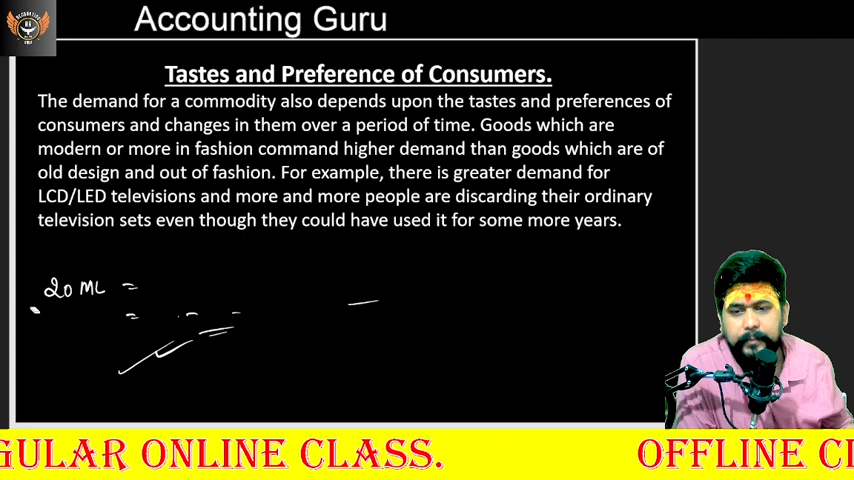 Accounting Guru
Tastes and Preference of Consumers.
The demand for a commodity also depends upon the tastes and preferences of
consumers and changes in them over a period of time. Goods which are
modern or more in fashion command higher demand than goods which are of
old design and out of fashion. For example, there is greater demand for
LCD/LED televisions and more and more people are discarding their ordinary
television sets even though they could have used it for some more years.
20 ML =
GULAR ONLINE CLASS. OFFLINE CL